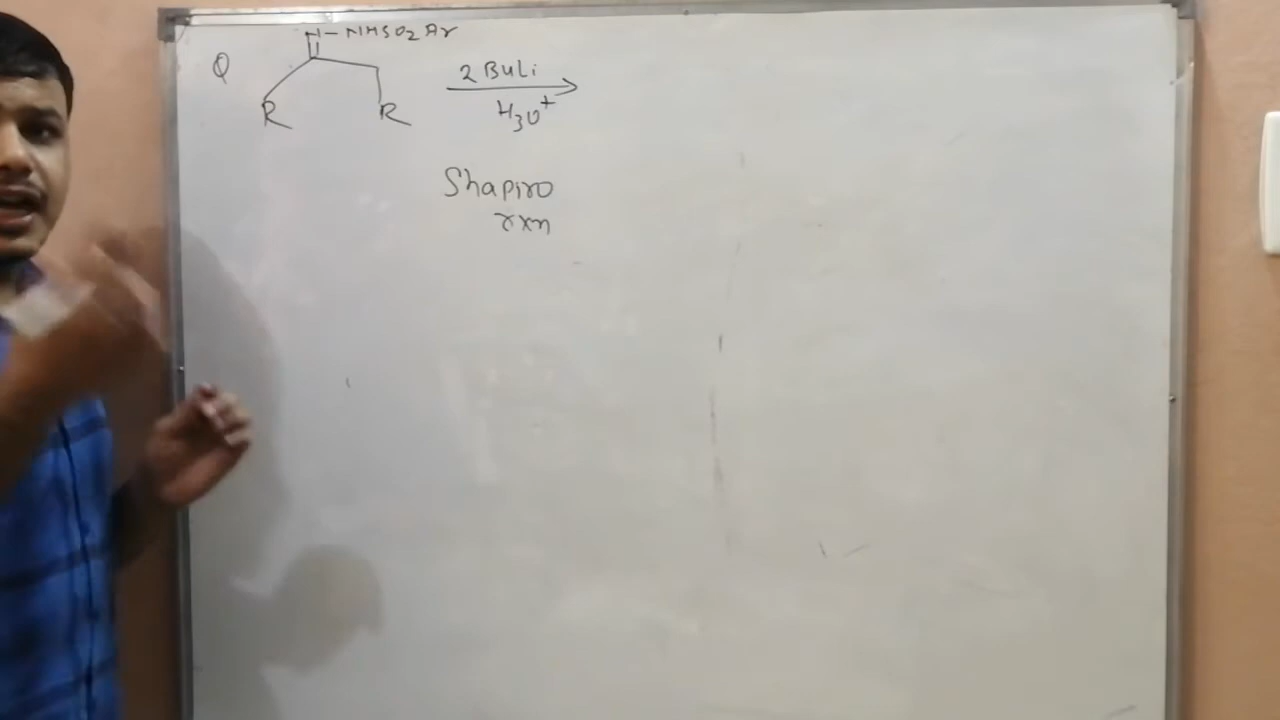 N-NHSO2Ar
Q
R R
2 BuLi
H3O+
Shapiro
rxn